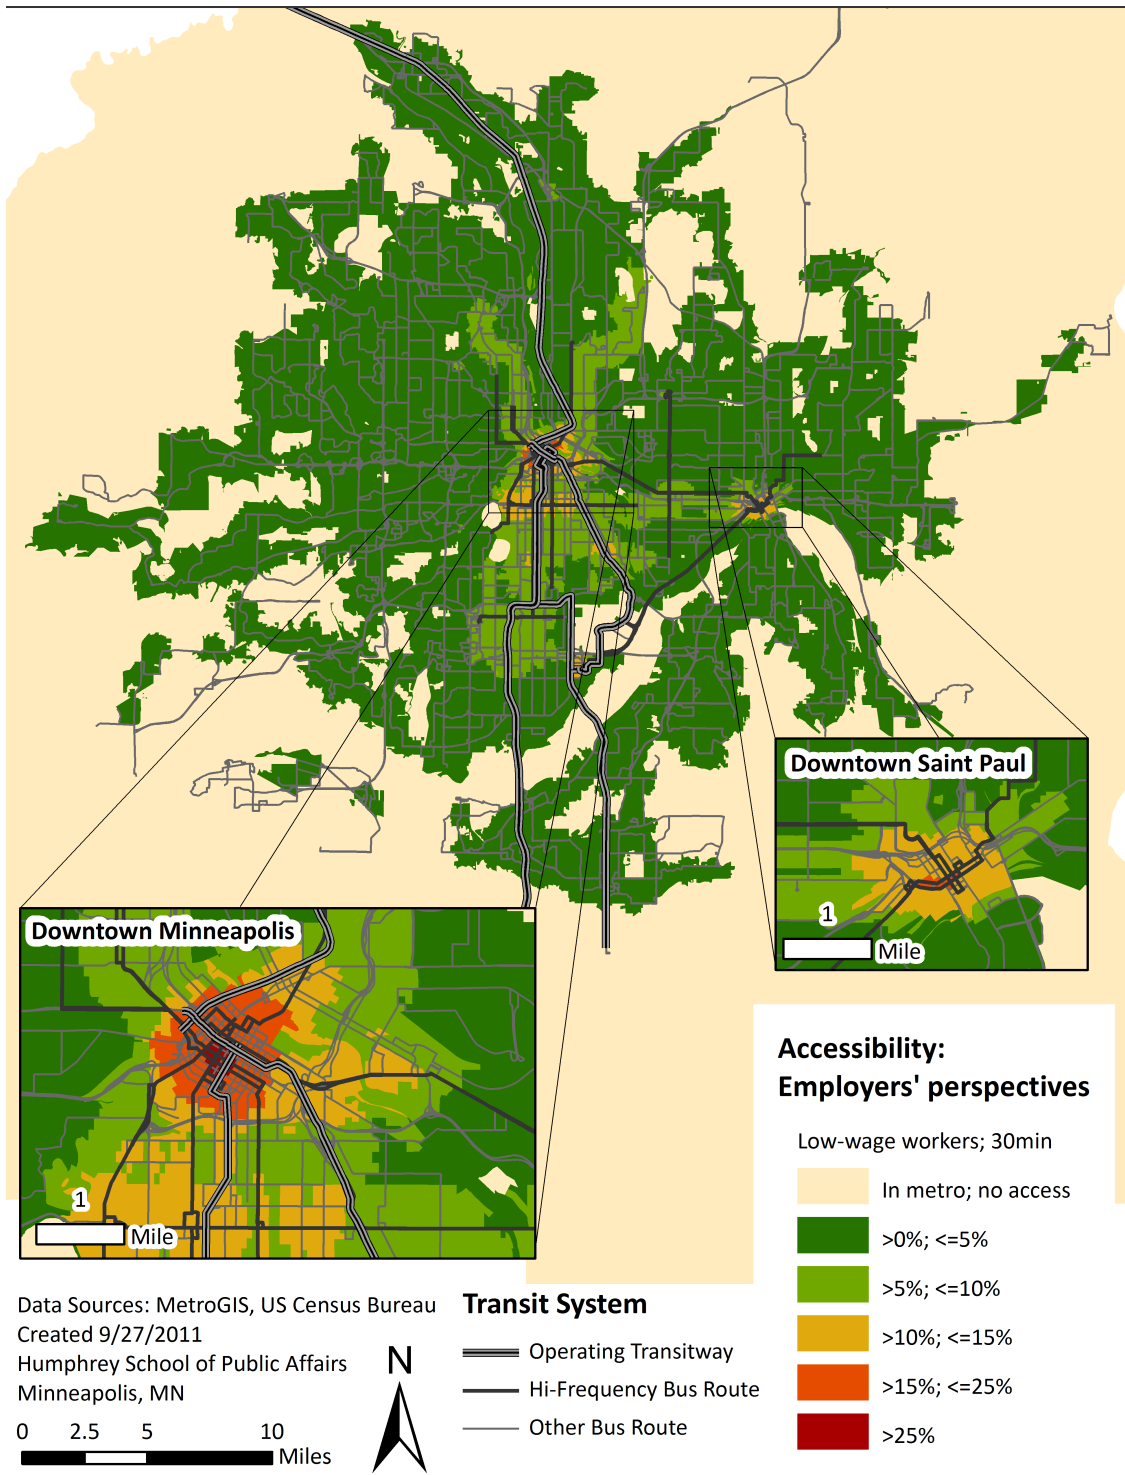 Downtown Saint Paul
1
Mile
Downtown Minneapolis
1
Mile
Accessibility:
Employers' perspectives
Low-wage workers; 30min
In metro; no access
>0%; <=5%
>5%; <=10%
>10%; <=15%
>15%; <=25%
>25%
Data Sources: MetroGIS, US Census Bureau
Created 9/27/2011
Humphrey School of Public Affairs
Minneapolis, MN
0 2.5 5 10
Miles
N
Transit System
Operating Transitway
Hi-Frequency Bus Route
Other Bus Route